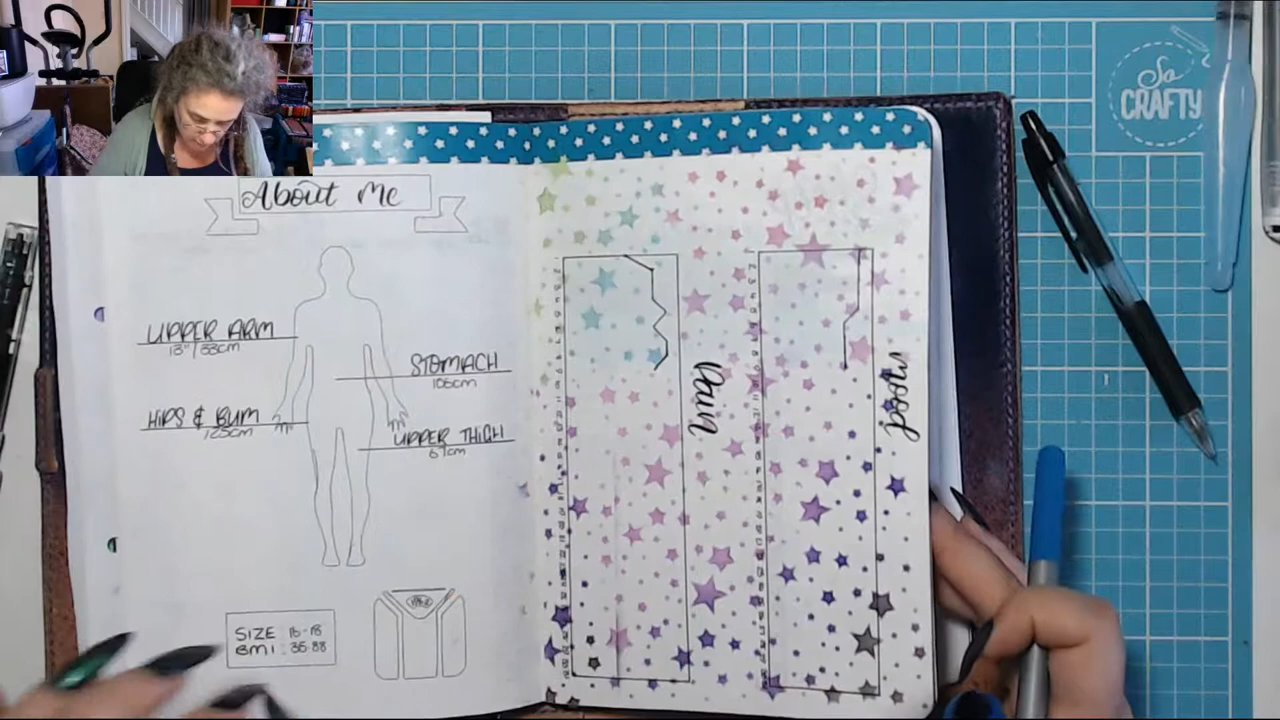 So
CRAFTY
About Me
UPPER ARM
13" / 33cm
STOMACH
106cm
HIPS & BUM
125cm
UPPER THIGH
67cm
SIZE 16-18
BMI : 36.88
Pain
mood